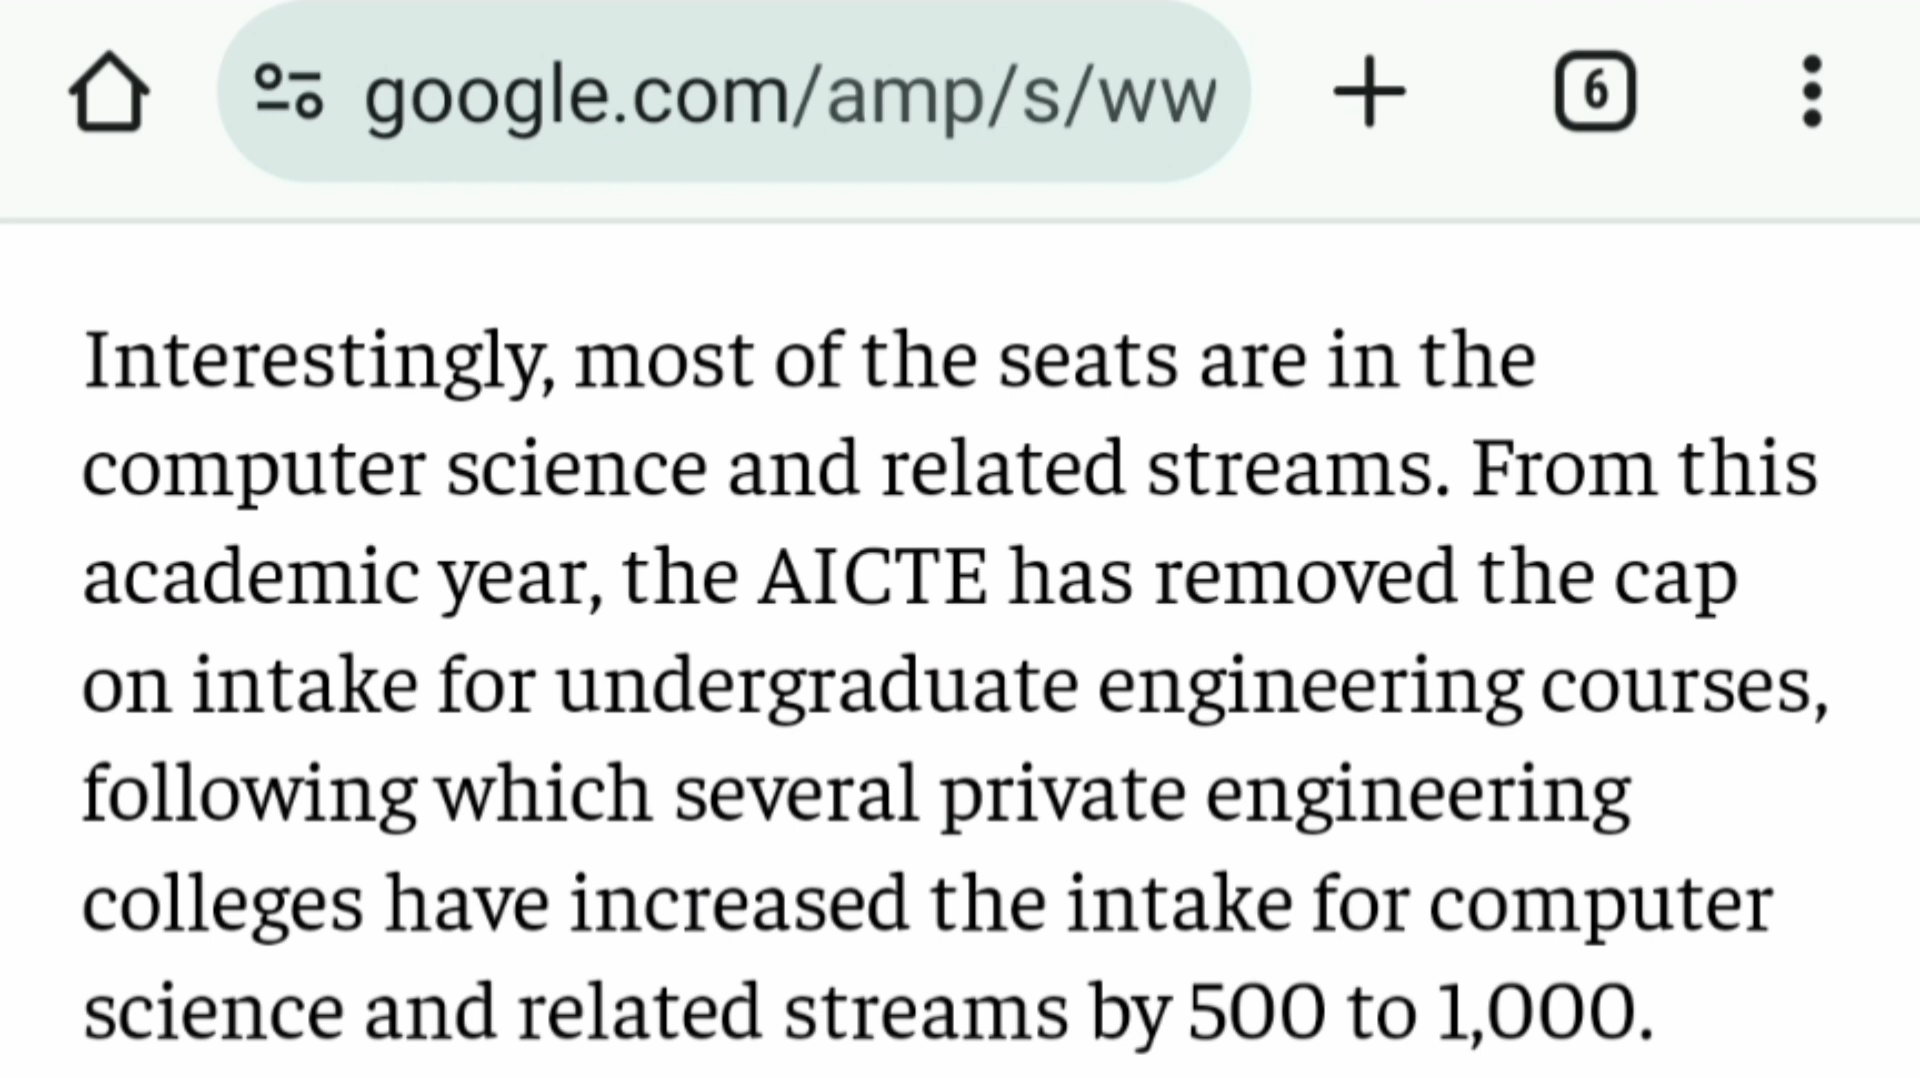 google.com/amp/s/ww
6
Interestingly, most of the seats are in the
computer science and related streams. From this
academic year, the AICTE has removed the cap
on intake for undergraduate engineering courses,
following which several private engineering
colleges have increased the intake for computer
science and related streams by 500 to 1,000.